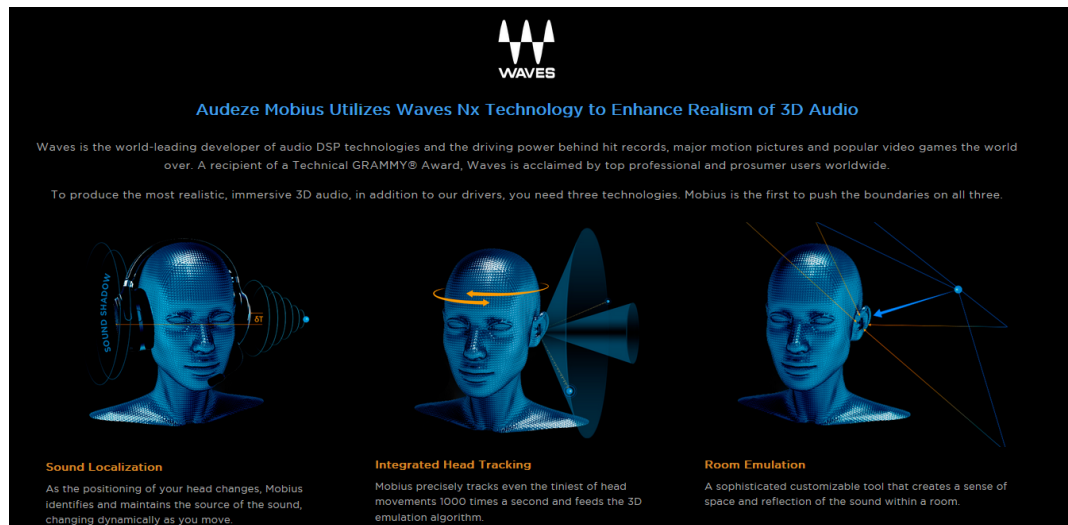 WAVES
Audeze Mobius Utilizes Waves Nx Technology to Enhance Realism of 3D Audio
Waves is the world-leading developer of audio DSP technologies and the driving power behind hit records, major motion pictures and popular video games the world
over. A recipient of a Technical GRAMMY® Award, Waves is acclaimed by top professional and prosumer users worldwide.
To produce the most realistic, immersive 3D audio, in addition to our drivers, you need three technologies. Mobius is the first to push the boundaries on all three.
SOUND SHADOW
δT
Sound Localization
As the positioning of your head changes, Mobius
identifies and maintains the source of the sound,
changing dynamically as you move.
Integrated Head Tracking
Mobius precisely tracks even the tiniest of head
movements 1000 times a second and feeds the 3D
emulation algorithm.
Room Emulation
A sophisticated customizable tool that creates a sense of
space and reflection of the sound within a room.